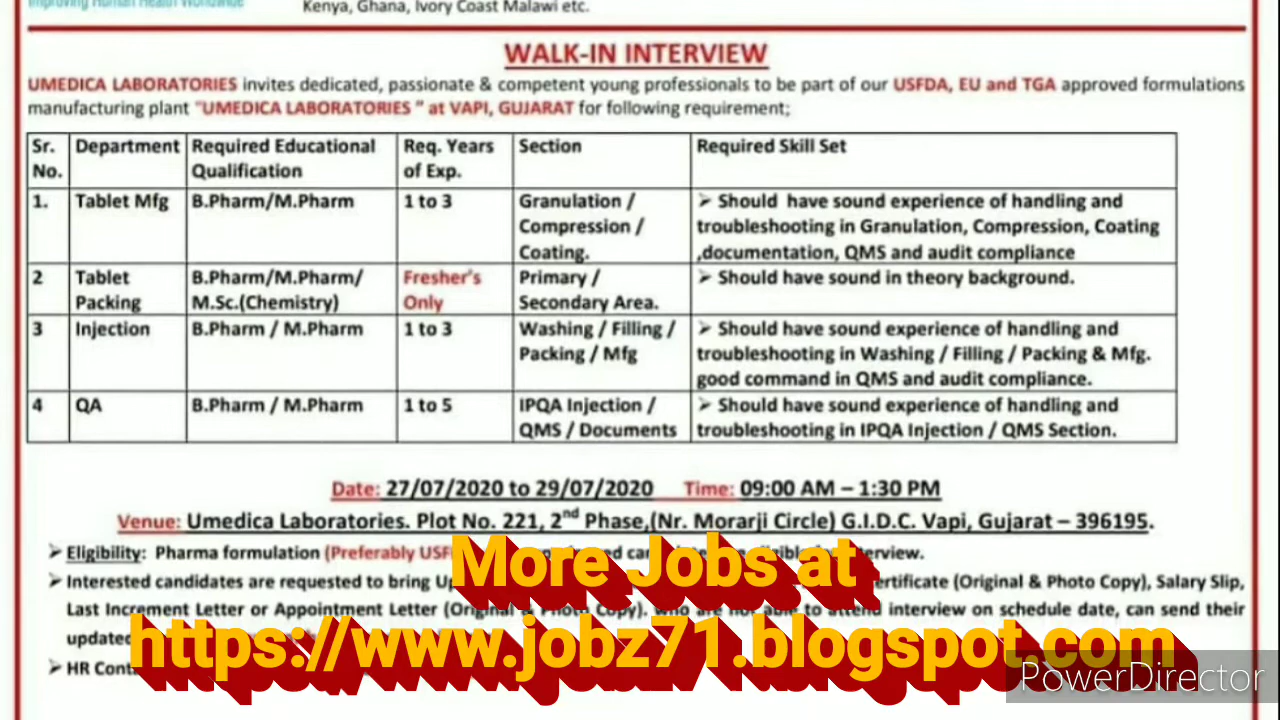 Improving Human Health Worldwide
Kenya, Ghana, Ivory Coast Malawi etc.
WALK-IN INTERVIEW
UMEDICA LABORATORIES invites dedicated, passionate & competent young professionals to be part of our USFDA, EU and TGA approved formulations
manufacturing plant "UMEDICA LABORATORIES " at VAPI, GUJARAT for following requirement;
Sr. No. Department Required Educational Qualification Req. Years of Exp. Section Required Skill Set
1. Tablet Mfg B.Pharm/M.Pharm 1 to 3 Granulation / Compression / Coating. ➢ Should have sound experience of handling and troubleshooting in Granulation, Compression, Coating ,documentation, QMS and audit compliance
2 Tablet Packing B.Pharm/M.Pharm/ M.Sc.(Chemistry) Fresher's Only Primary / Secondary Area. ➢ Should have sound in theory background.
3 Injection B.Pharm / M.Pharm 1 to 3 Washing / Filling / Packing / Mfg ➢ Should have sound experience of handling and troubleshooting in Washing / Filling / Packing & Mfg. good command in QMS and audit compliance.
4 QA B.Pharm / M.Pharm 1 to 5 IPQA Injection / QMS / Documents ➢ Should have sound experience of handling and troubleshooting in IPQA Injection / QMS Section.
Date: 27/07/2020 to 29/07/2020 Time: 09:00 AM – 1:30 PM
Venue: Umedica Laboratories. Plot No. 221, 2nd Phase,(Nr. Morarji Circle) G.I.D.C. Vapi, Gujarat – 396195.
➢ Eligibility: Pharma formulation (Preferably
More Jobs at
➢ Interested candidates are requested to bring (Original & Photo Copy), Salary Slip,
Last Increment Letter or Appointment Letter interview on schedule date, can send their
updated
https://www.jobz71.blogspot.com
➢ HR
PowerDirector